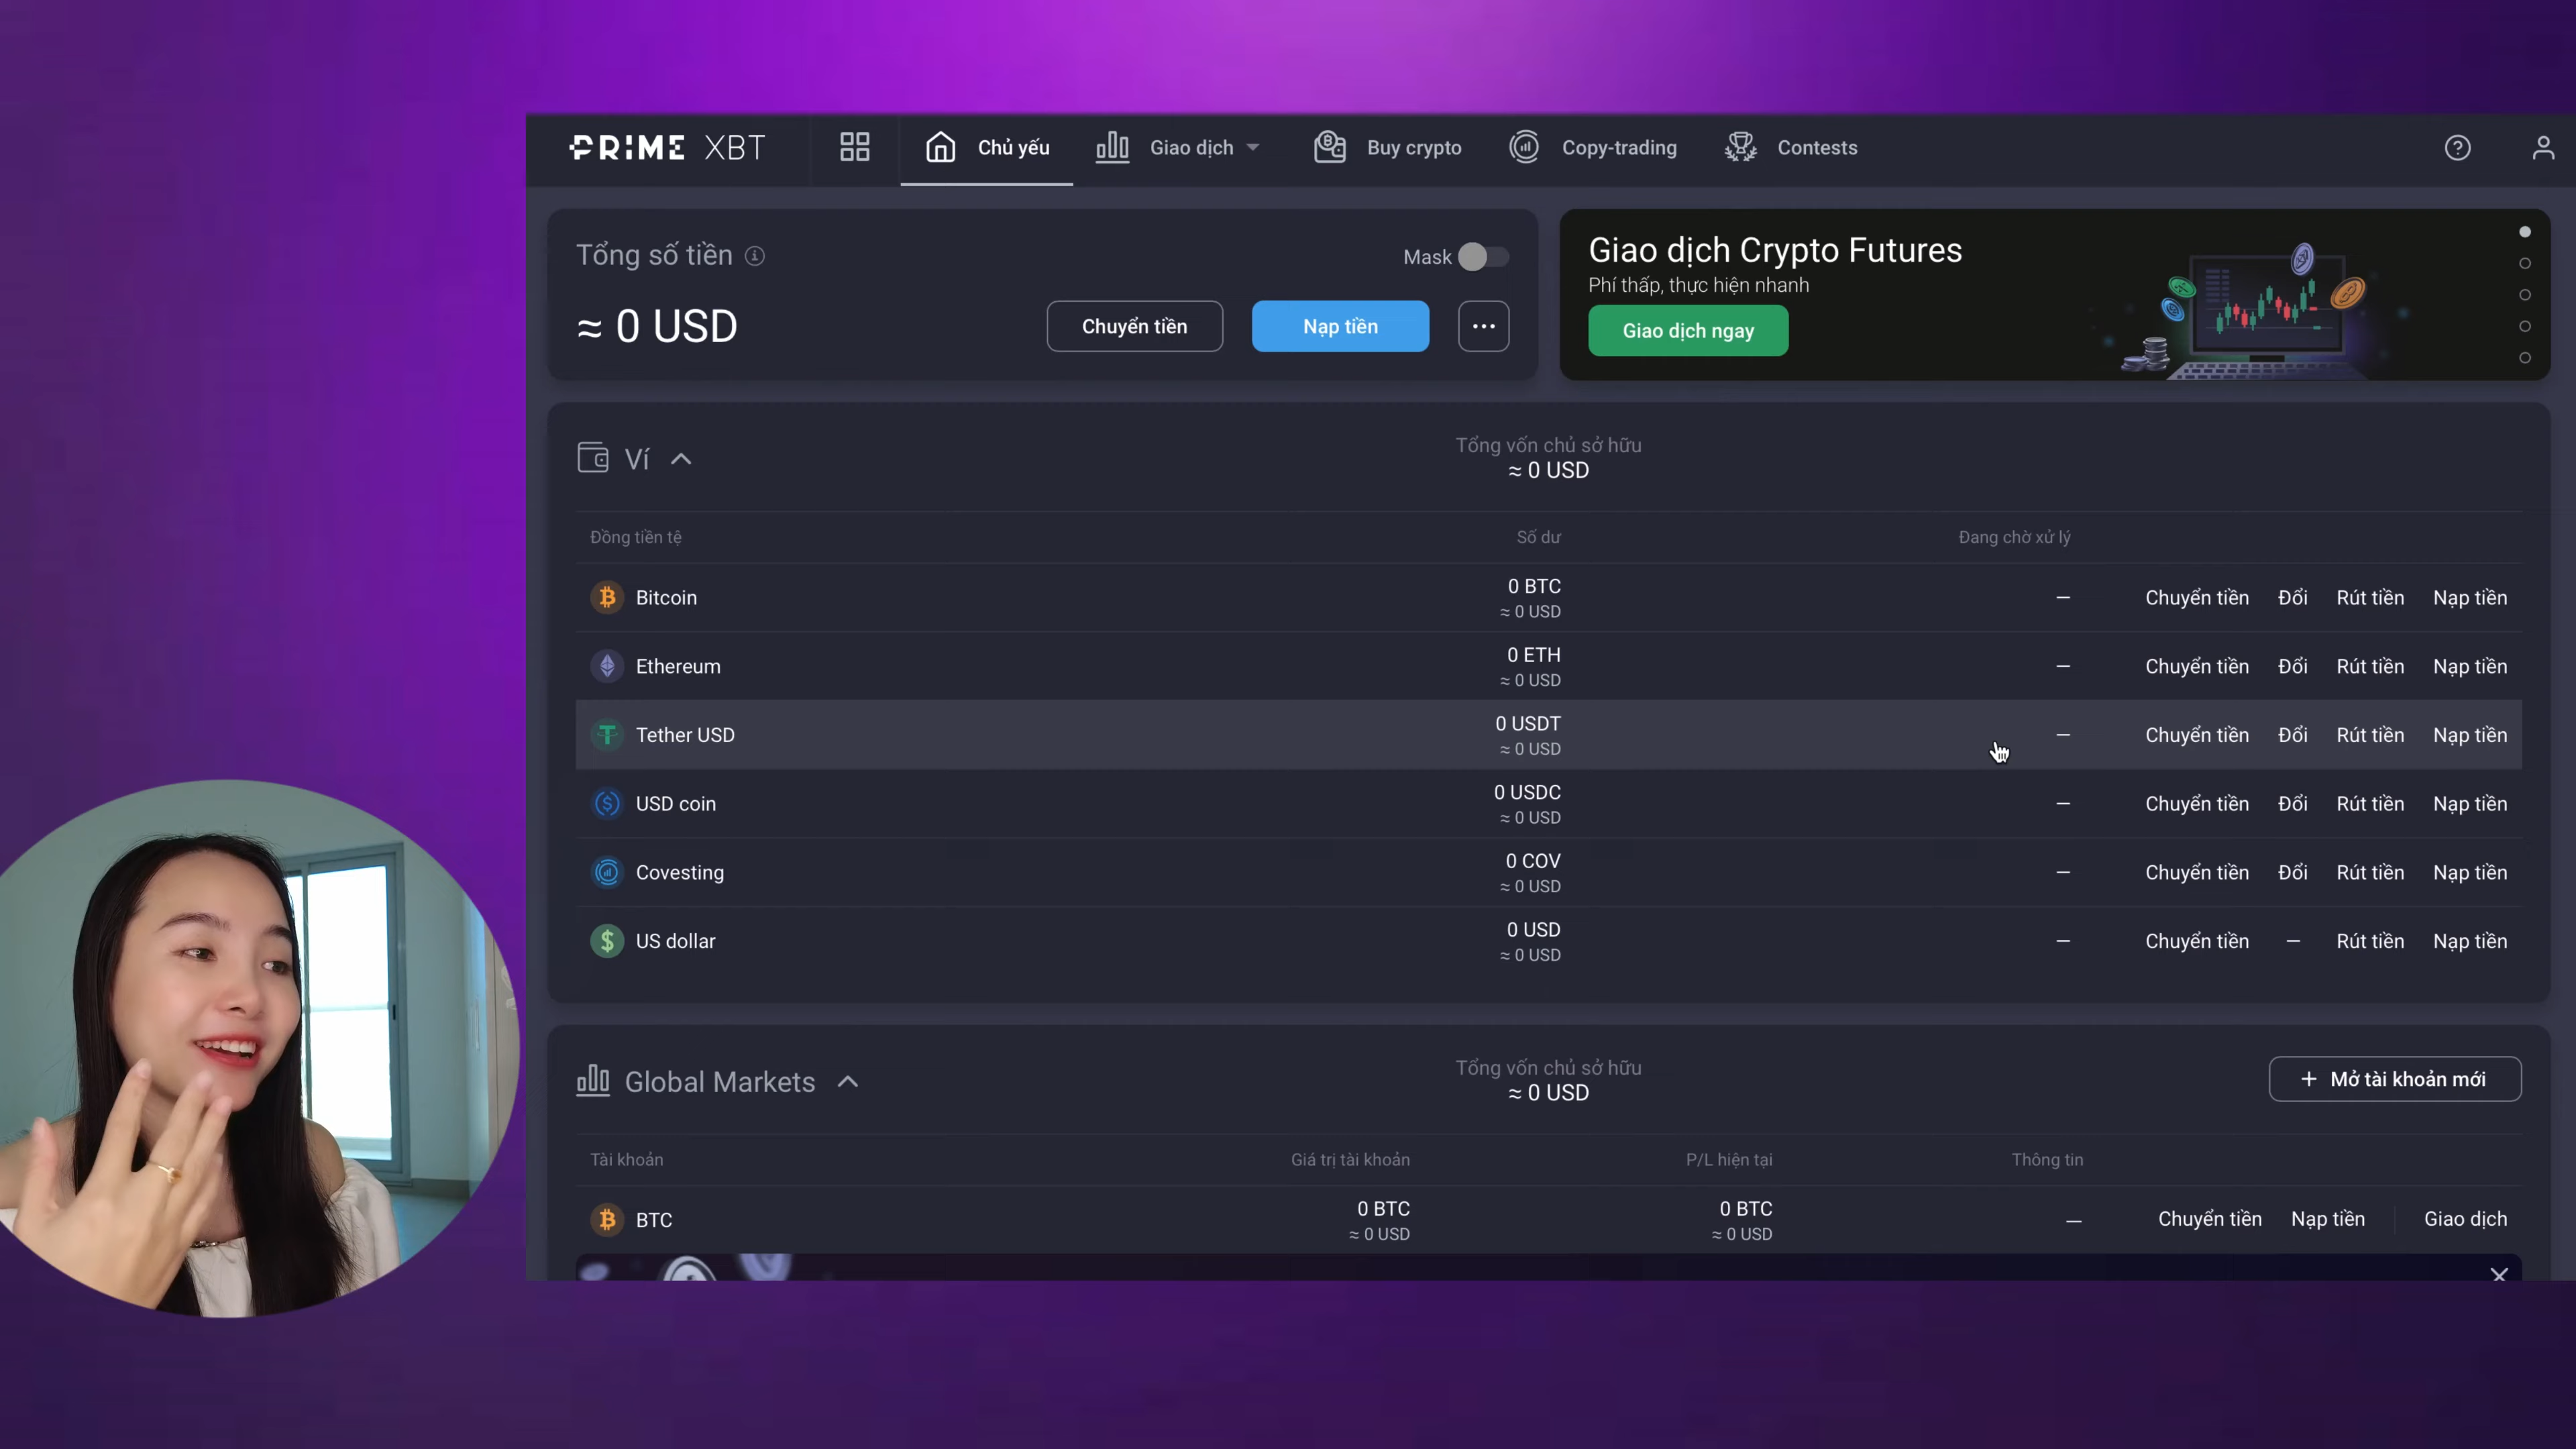 PRIME XBT
Chủ yếu
Giao dịch
Buy crypto
Copy-trading
Contests
Tổng số tiền
Mask
≈ 0 USD
Chuyển tiền
Nạp tiền
Giao dịch Crypto Futures
Phí thấp, thực hiện nhanh
Giao dịch ngay
Ví
Tổng vốn chủ sở hữu
≈ 0 USD
Đồng tiền tệ
Số dư
Đang chờ xử lý
Bitcoin
0 BTC
≈ 0 USD
—
Chuyển tiền
Đổi
Rút tiền
Nạp tiền
Ethereum
0 ETH
≈ 0 USD
—
Chuyển tiền
Đổi
Rút tiền
Nạp tiền
Tether USD
0 USDT
≈ 0 USD
—
Chuyển tiền
Đổi
Rút tiền
Nạp tiền
USD coin
0 USDC
≈ 0 USD
—
Chuyển tiền
Đổi
Rút tiền
Nạp tiền
Covesting
0 COV
≈ 0 USD
—
Chuyển tiền
Đổi
Rút tiền
Nạp tiền
US dollar
0 USD
≈ 0 USD
—
Chuyển tiền
—
Rút tiền
Nạp tiền
Global Markets
Tổng vốn chủ sở hữu
≈ 0 USD
+ Mở tài khoản mới
Tài khoản
Giá trị tài khoản
P/L hiện tại
Thông tin
BTC
0 BTC
≈ 0 USD
0 BTC
≈ 0 USD
—
Chuyển tiền
Nạp tiền
Giao dịch